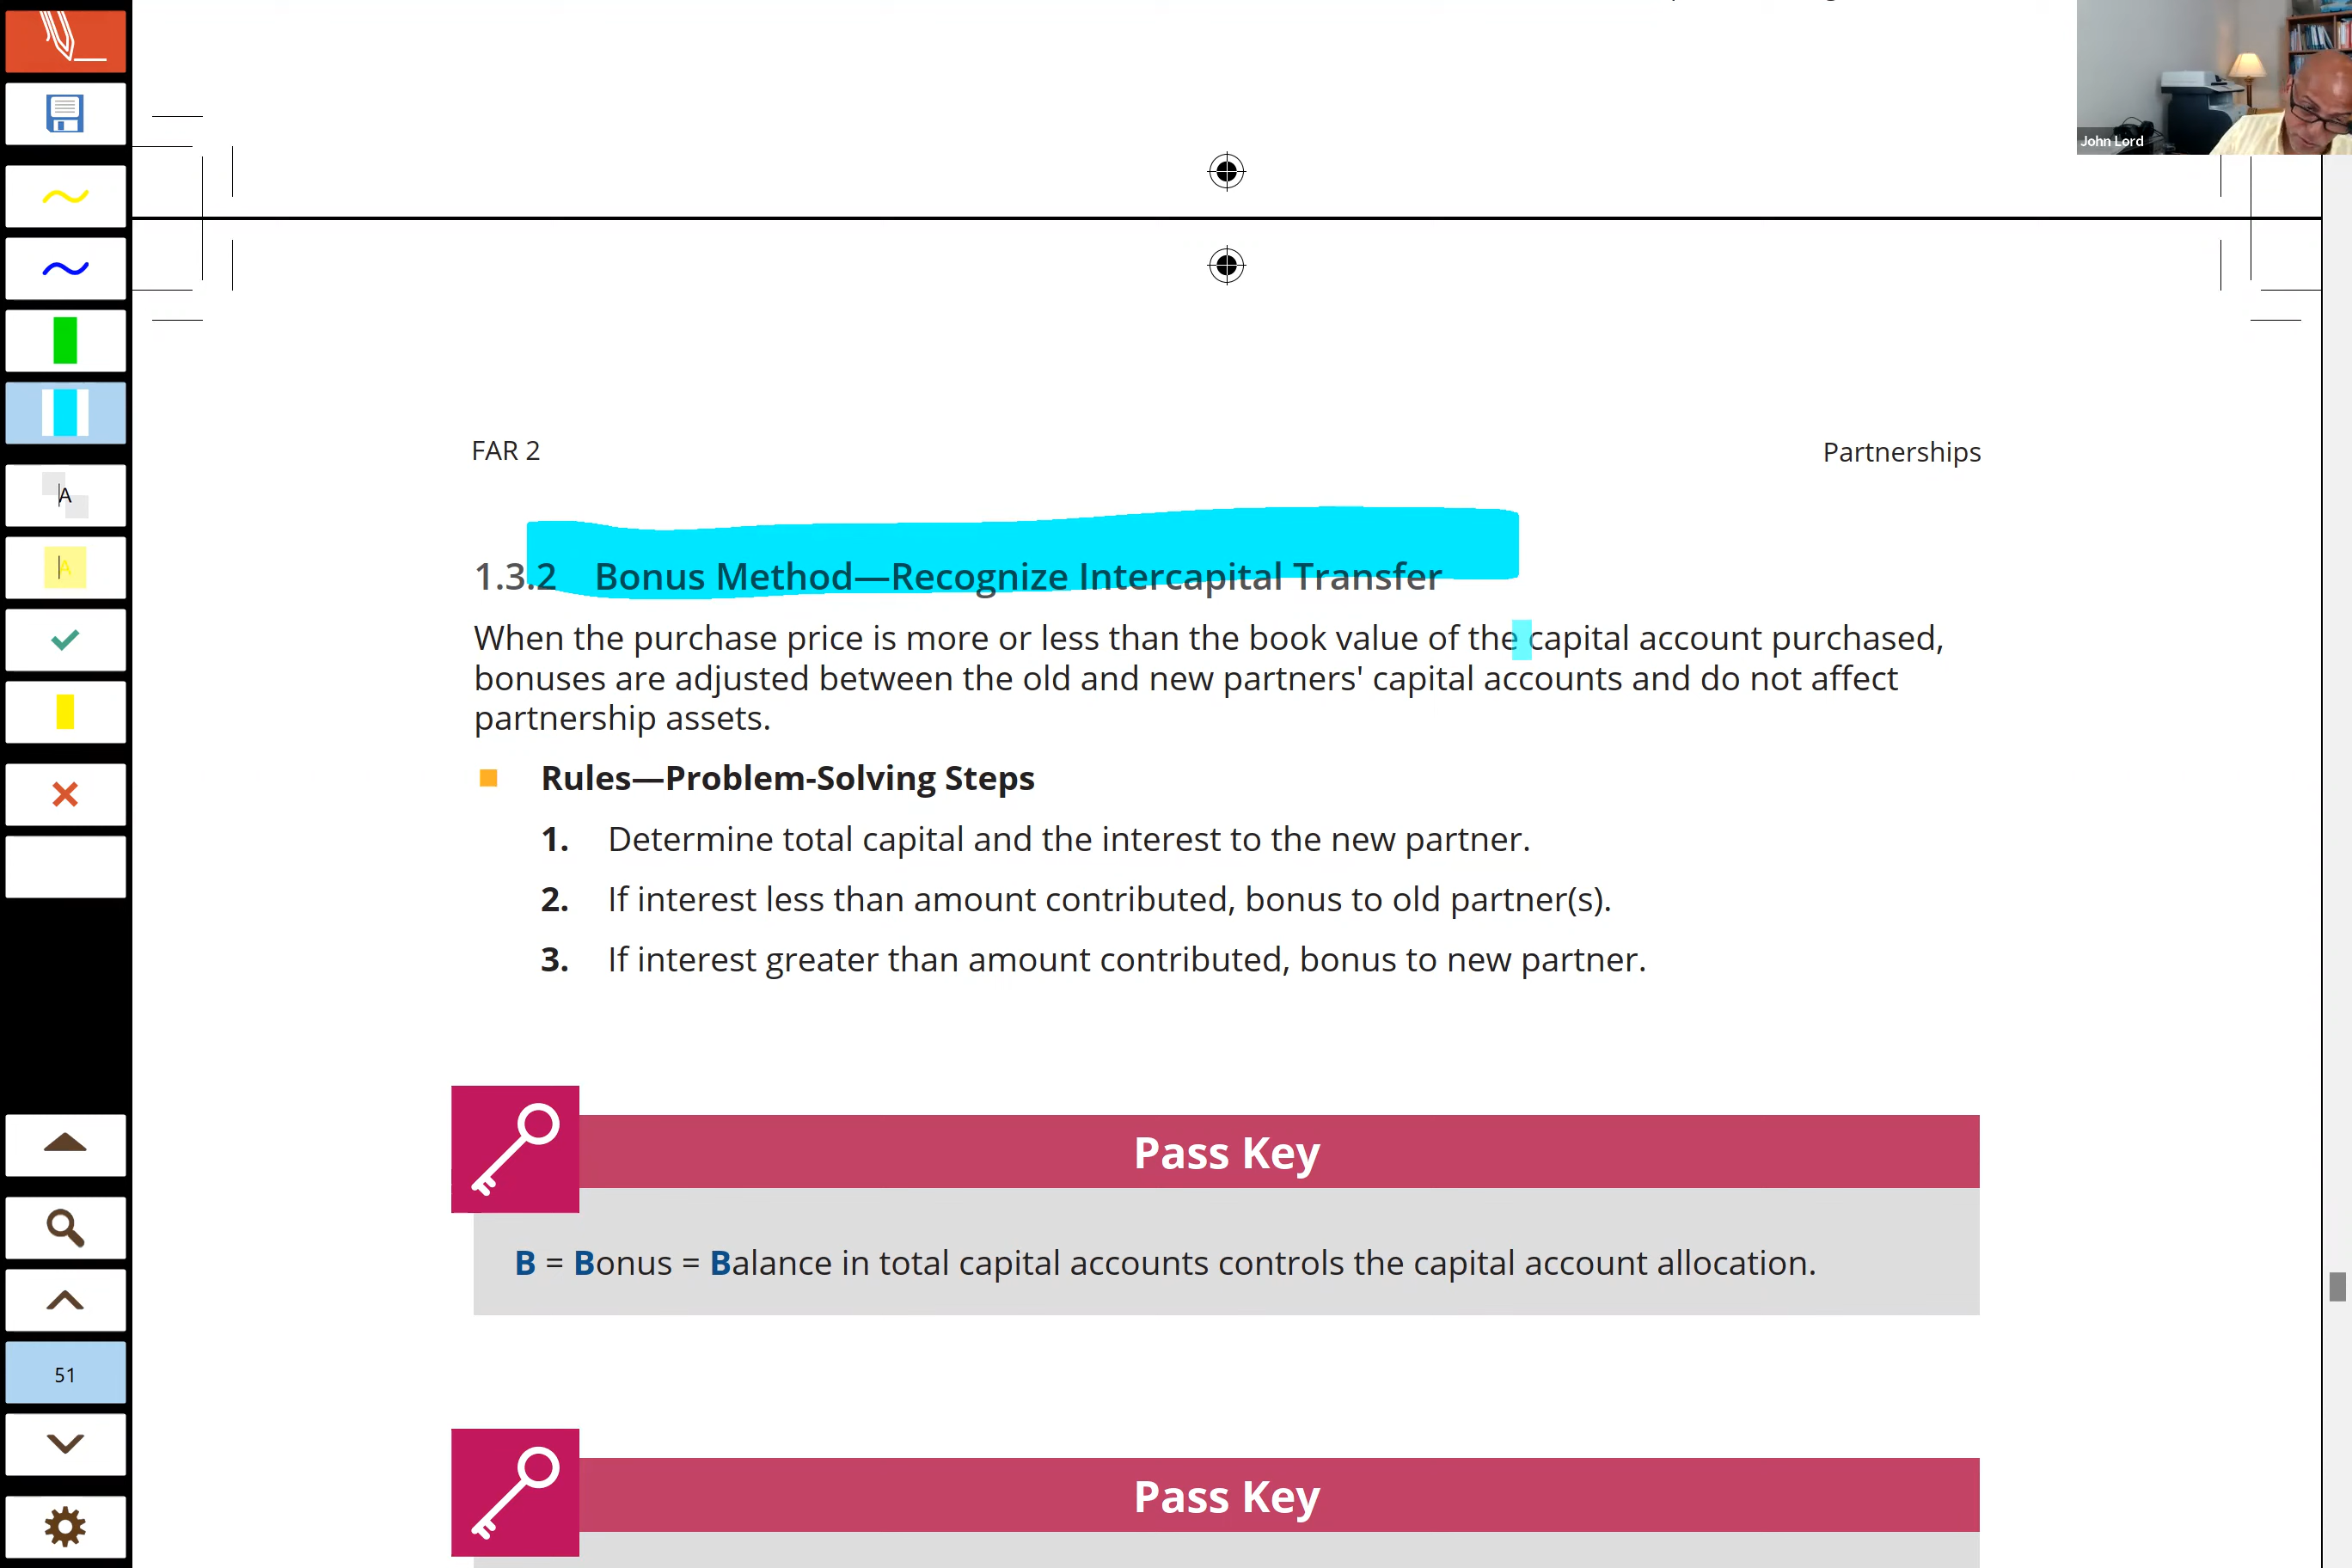 John Lord
FAR 2
Partnerships
1.3.2 Bonus Method—Recognize Intercapital Transfer
When the purchase price is more or less than the book value of the capital account purchased,
bonuses are adjusted between the old and new partners' capital accounts and do not affect
partnership assets.
Rules—Problem-Solving Steps
1. Determine total capital and the interest to the new partner.
2. If interest less than amount contributed, bonus to old partner(s).
3. If interest greater than amount contributed, bonus to new partner.
Pass Key
B = Bonus = Balance in total capital accounts controls the capital account allocation.
Pass Key
A
A
51